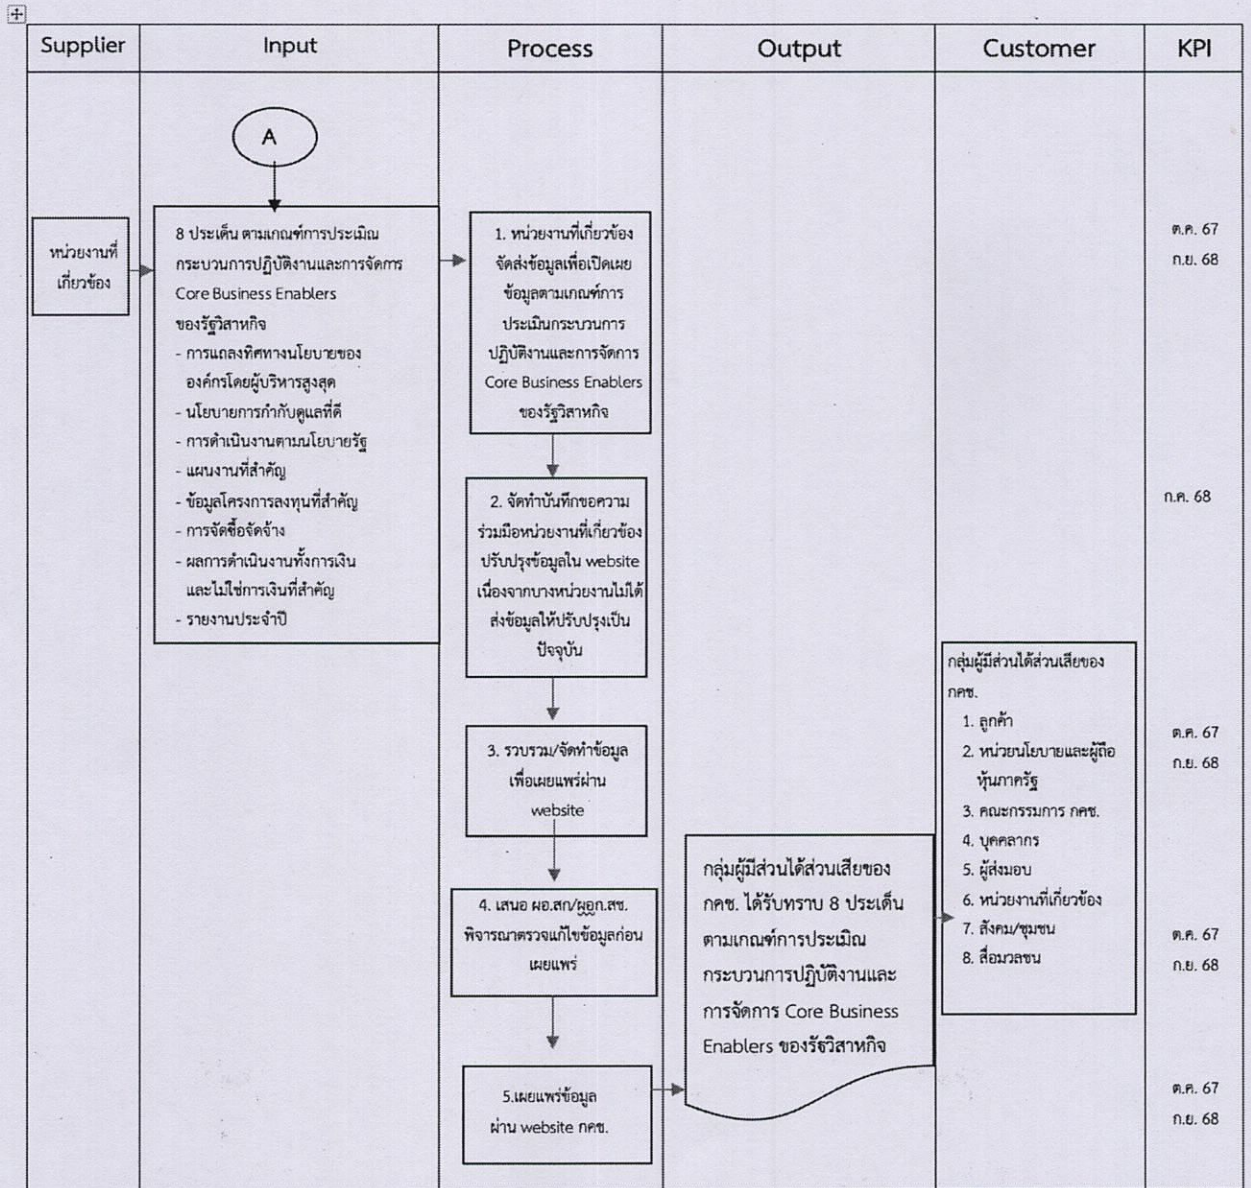 Supplier
Input
Process
Output
Customer
KPI
A
หน่วยงานที่
เกี่ยวข้อง
8 ประเด็น ตามเกณฑ์การประเมิณ
กระบวนการปฏิบัติงานและการจัดการ
Core Business Enablers
ของรัฐวิสาหกิจ
- การแถลงทิศทางนโยบายของ
องค์กรโดยผู้บริหารสูงสุด
- นโยบายการกำกับดูแลที่ดี
- การดำเนินงานตามนโยบายรัฐ
- แผนงานที่สำคัญ
- ข้อมูลโครงการลงทุนที่สำคัญ
- การจัดซื้อจัดจ้าง
- ผลการดำเนินงานทั้งการเงิน
และไม่ใช่การเงินที่สำคัญ
- รายงานประจำปี
1. หน่วยงานที่เกี่ยวข้อง
จัดส่งข้อมูลเพื่อเปิดเผย
ข้อมูลตามเกณฑ์การ
ประเมินกระบวนการ
ปฏิบัติงานและการจัดการ
Core Business Enablers
ของรัฐวิสาหกิจ
2. จัดทำบันทึกขอความ
ร่วมมือหน่วยงานที่เกี่ยวข้อง
ปรับปรุงข้อมูลใน website
เนื่องจากบางหน่วยงานไม่ได้
ส่งข้อมูลให้ปรับปรุงเป็น
ปัจจุบัน
3. รวบรวม/จัดทำข้อมูล
เพื่อเผยแพร่ผ่าน
website
4. เสนอ ผอ.สก/ผอก.สช.
พิจารณาตรวจแก้ไขข้อมูลก่อน
เผยแพร่
5.เผยแพร่ข้อมูล
ผ่าน website กคช.
กลุ่มผู้มีส่วนได้ส่วนเสียของ
กคช. ได้รับทราบ 8 ประเด็น
ตามเกณฑ์การประเมิณ
กระบวนการปฏิบัติงานและ
การจัดการ Core Business
Enablers ของรัฐวิสาหกิจ
กลุ่มผู้มีส่วนได้ส่วนเสียของ
กคช.
1. ลูกค้า
2. หน่วยนโยบายและผู้ถือ
หุ้นภาครัฐ
3. คณะกรรมการ กคช.
4. บุคคลากร
5. ผู้ส่งมอบ
6. หน่วยงานที่เกี่ยวข้อง
7. สังคม/ชุมชน
8. สื่อมวลชน
ต.ค. 67
ก.ย. 68
ก.ค. 68
ต.ค. 67
ก.ย. 68
ต.ค. 67
ก.ย. 68
ต.ค. 67
ก.ย. 68